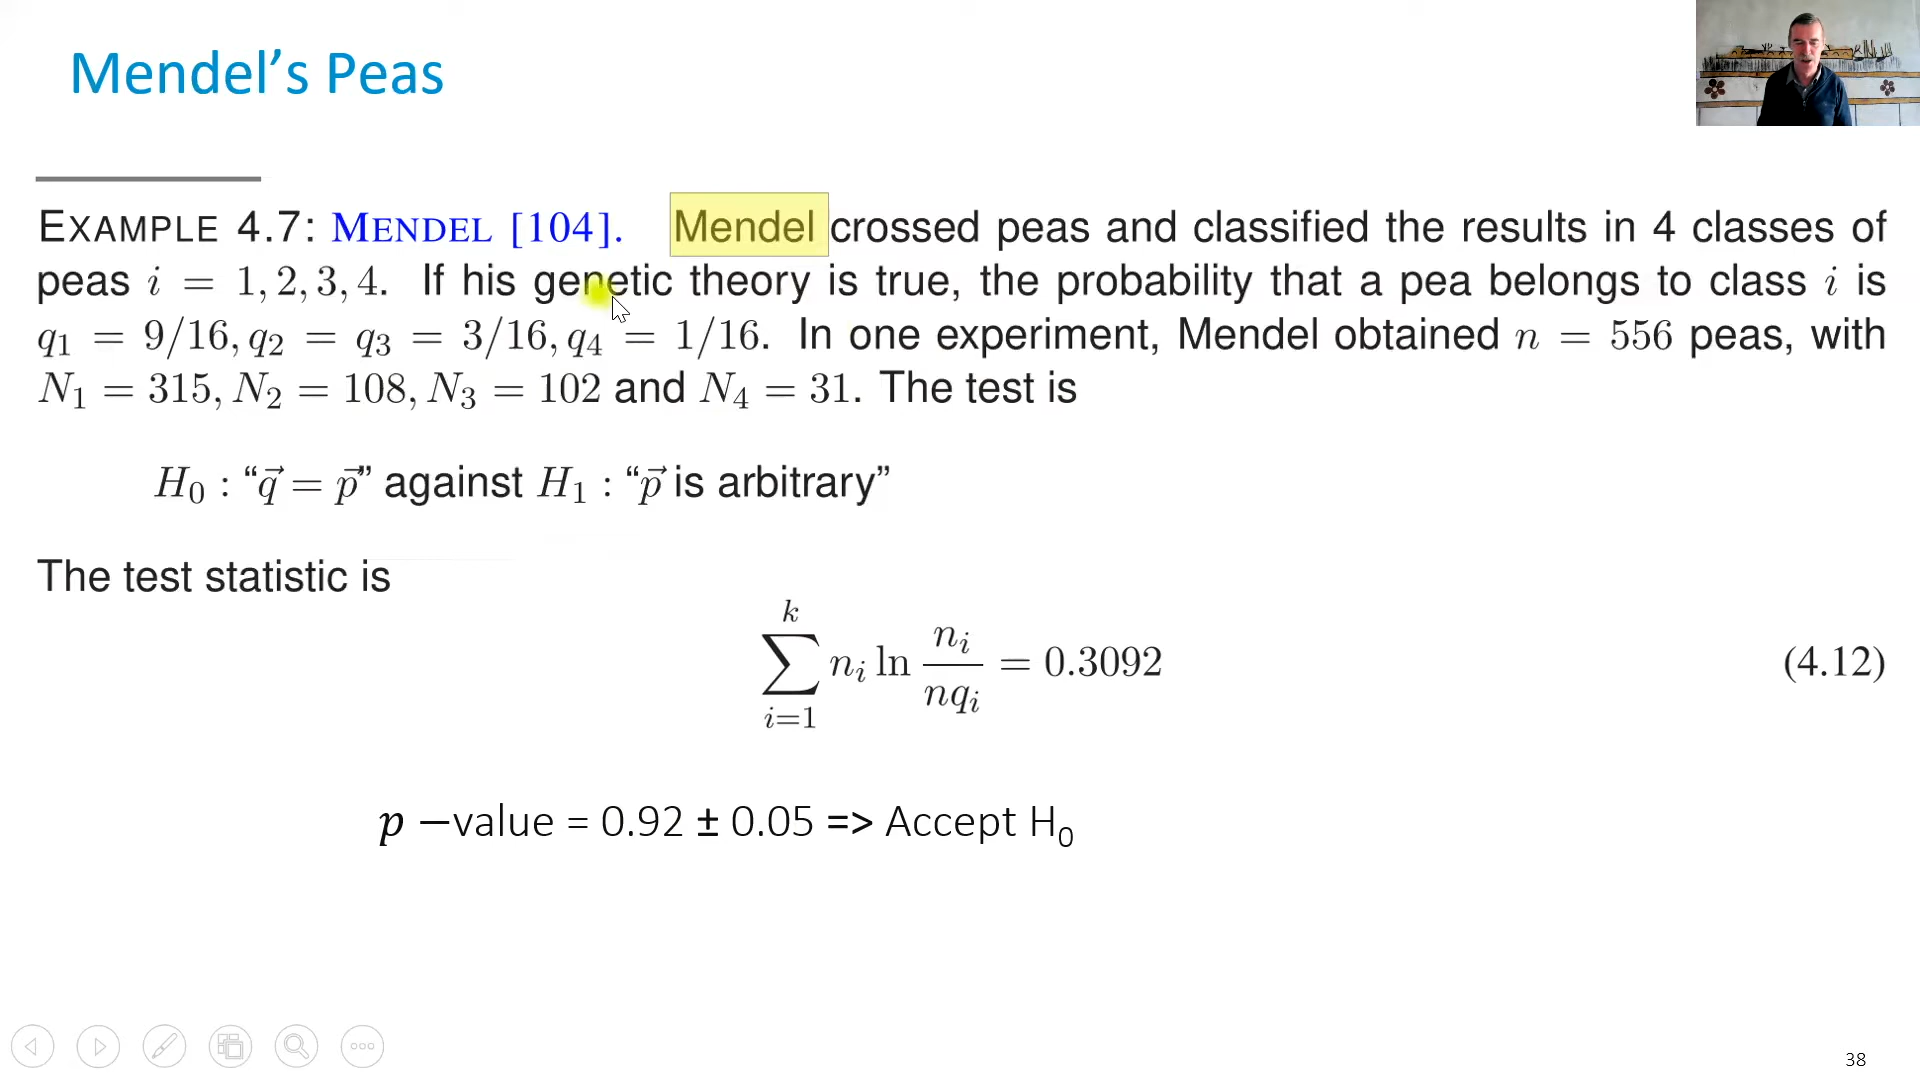 Mendel’s Peas
EXAMPLE 4.7: MENDEL [104]. Mendel crossed peas and classified the results in 4 classes of
peas i = 1, 2, 3, 4. If his genetic theory is true, the probability that a pea belongs to class i is
q₁ = 9/16, q₂ = q₃ = 3/16, q₄ = 1/16. In one experiment, Mendel obtained n = 556 peas, with
N₁ = 315, N₂ = 108, N₃ = 102 and N₄ = 31. The test is
H₀ : “q⃗ = p⃗” against H₁ : “p⃗ is arbitrary”
The test statistic is
∑_{i=1}^{k} nᵢ ln nᵢ/(nqᵢ) = 0.3092 (4.12)
p −value = 0.92 ± 0.05 => Accept H₀
38